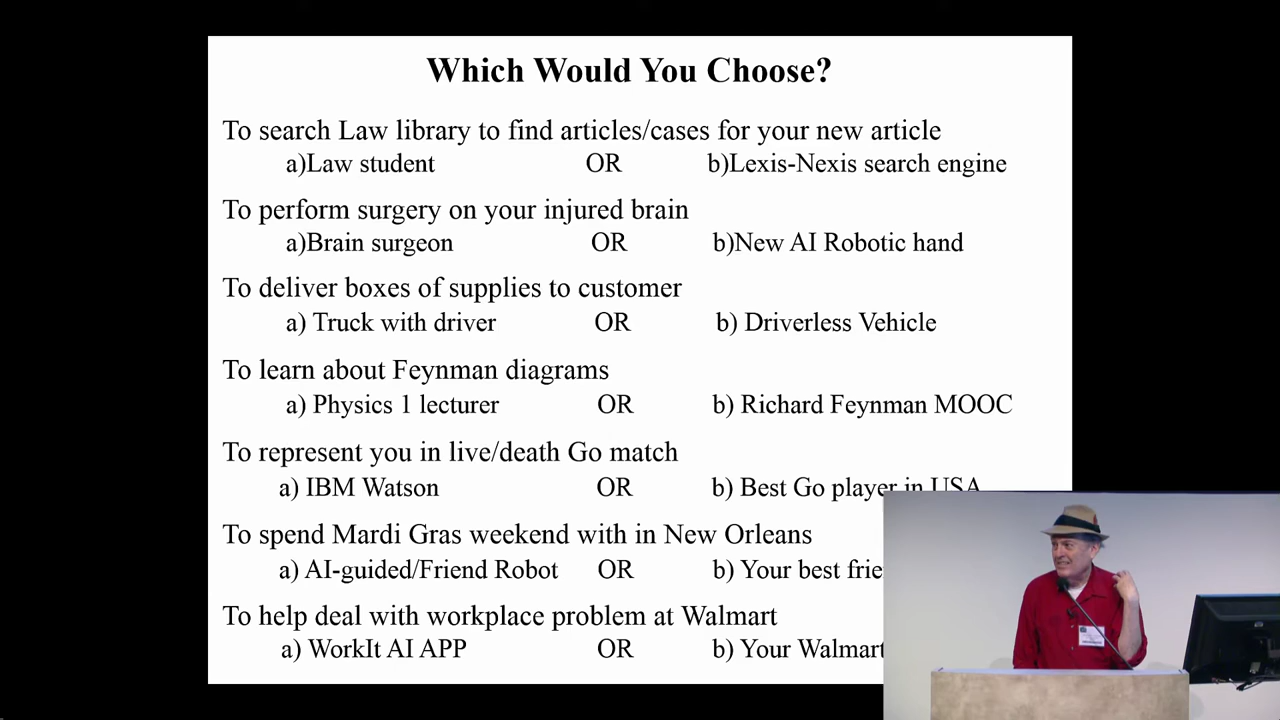 Which Would You Choose?
To search Law library to find articles/cases for your new article
a)Law student OR b)Lexis-Nexis search engine
To perform surgery on your injured brain
a)Brain surgeon OR b)New AI Robotic hand
To deliver boxes of supplies to customer
a) Truck with driver OR b) Driverless Vehicle
To learn about Feynman diagrams
a) Physics 1 lecturer OR b) Richard Feynman MOOC
To represent you in live/death Go match
a) IBM Watson OR b) Best Go player in USA
To spend Mardi Gras weekend with in New Orleans
a) AI-guided/Friend Robot OR b) Your best
To help deal with workplace problem at Walmart
a) WorkIt AI APP OR b) Your Walmart